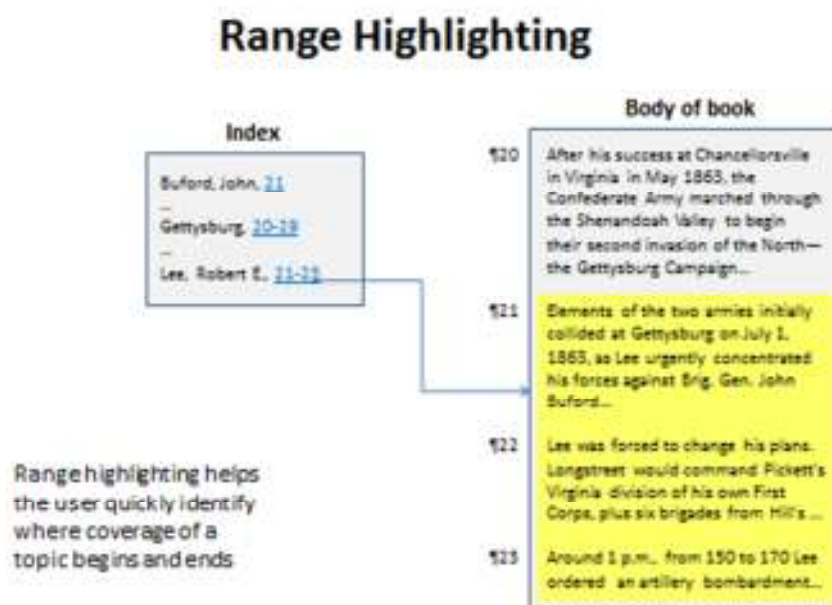 Range Highlighting
Index
Buford, John, 21
...
Gettysburg, 20-29
...
Lee, Robert E., 21-25
Range highlighting helps
the user quickly identify
where coverage of a
topic begins and ends
Body of book
¶20
After his success at Chancellorsville
in Virginia in May 1863, the
Confederate Army marched through
the Shenandoah Valley to begin
their second invasion of the North—
the Gettysburg Campaign...
¶21
Elements of the two armies initially
collided at Gettysburg on July 1,
1863, as Lee urgently concentrated
his forces against Brig. Gen. John
Buford...
¶22
Lee was forced to change his plans.
Longstreet would command Pickett's
Virginia division of his own First
Corps, plus six brigades from Hill's ...
¶23
Around 1 p.m., from 150 to 170 Lee
ordered an artillery bombardment...